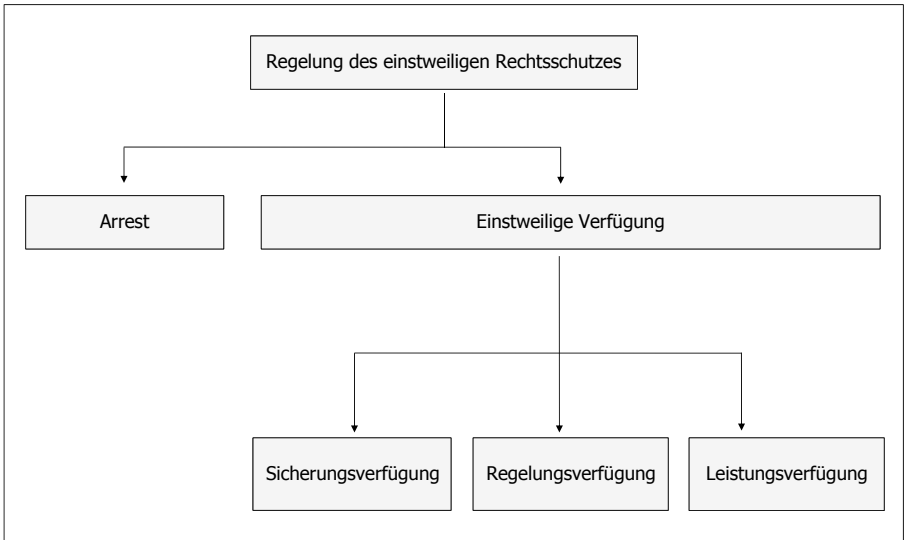 Regelung des einstweiligen Rechtsschutzes
Arrest
Einstweilige Verfügung
Sicherungsverfügung
Regelungsverfügung
Leistungsverfügung